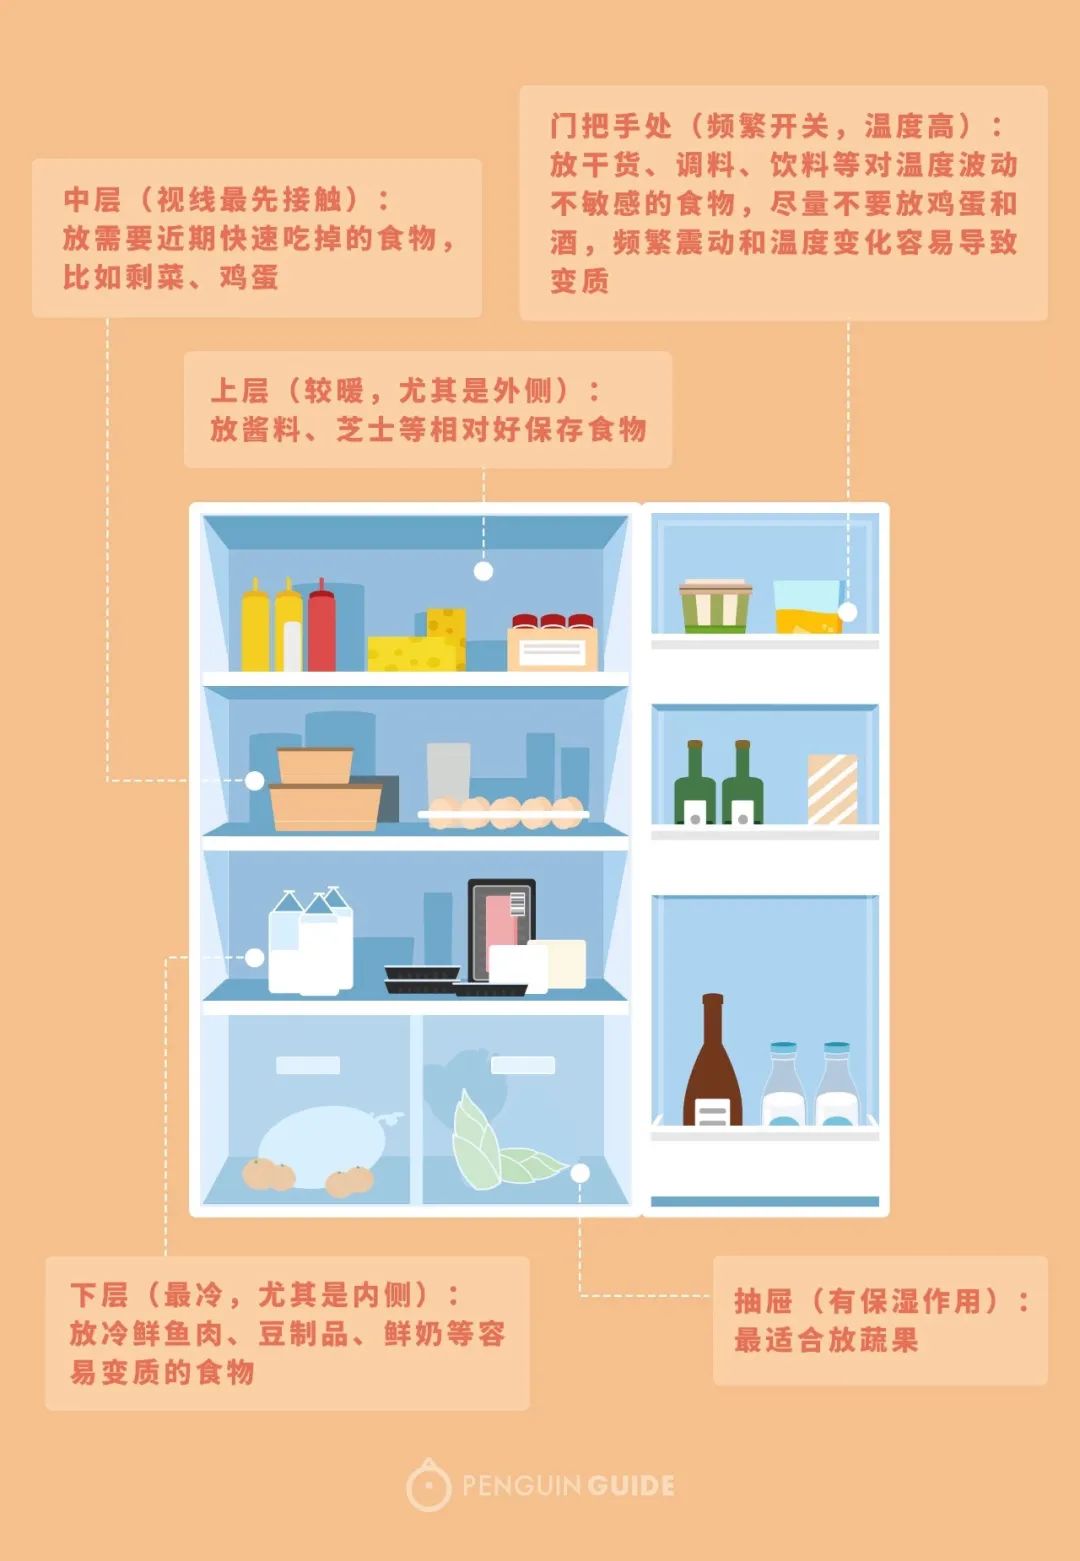 门把手处（频繁开关，温度高）：
放干货、调料、饮料等对温度波动
不敏感的食物，尽量不要放鸡蛋和
酒，频繁震动和温度变化容易导致
变质
中层（视线最先接触）：
放需要近期快速吃掉的食物，
比如剩菜、鸡蛋
上层（较暖，尤其是外侧）：
放酱料、芝士等相对好保存食物
下层（最冷，尤其是内侧）：
放冷鲜鱼肉、豆制品、鲜奶等容
易变质的食物
抽屉（有保湿作用）：
最适合放蔬果
PENGUIN GUIDE